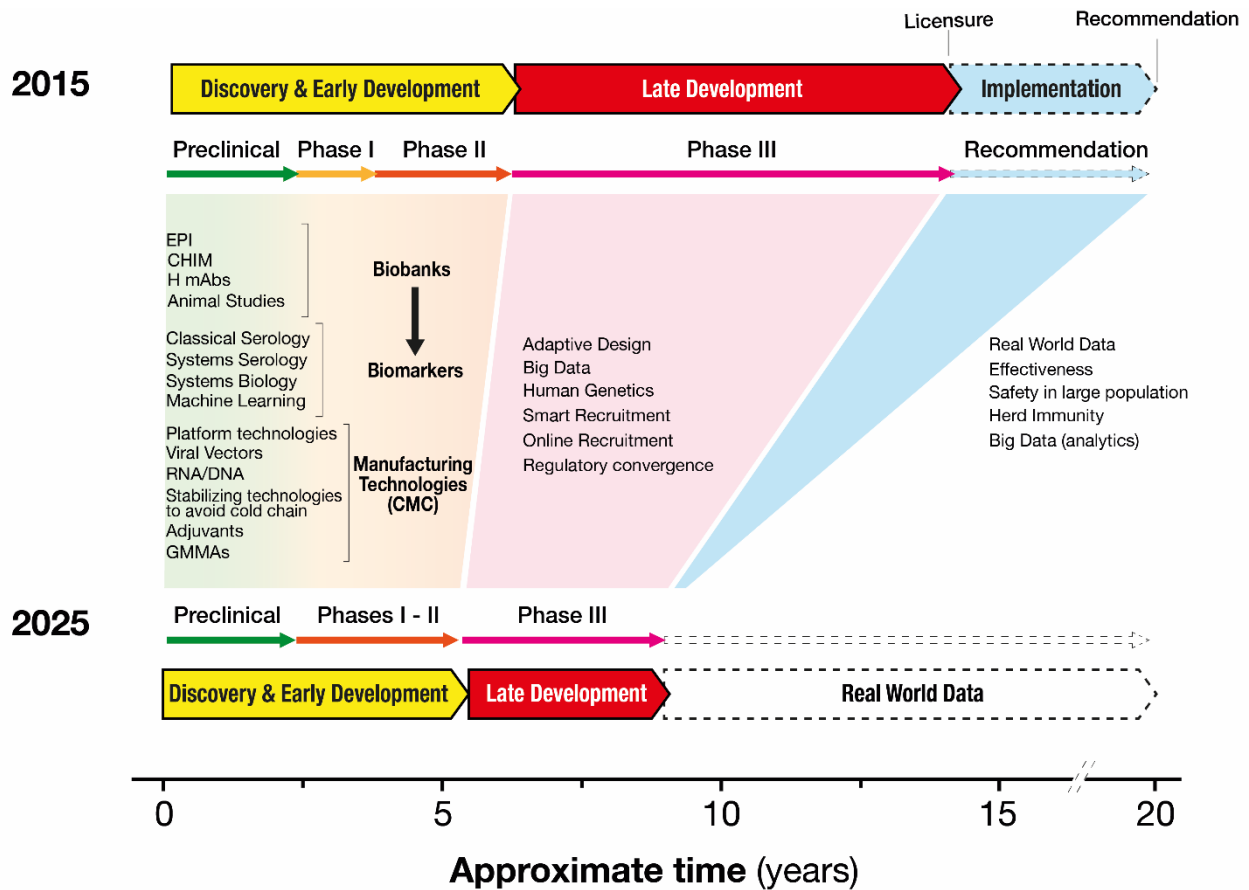 Licensure
Recommendation
2015
Discovery & Early Development
Late Development
Implementation
Preclinical
Phase I
Phase II
Phase III
Recommendation
EPI
CHIM
H mAbs
Animal Studies
Classical Serology
Systems Serology
Systems Biology
Machine Learning
Platform technologies
Viral Vectors
RNA/DNA
Stabilizing technologies
to avoid cold chain
Adjuvants
GMMAs
Biobanks
Biomarkers
Manufacturing
Technologies
(CMC)
Adaptive Design
Big Data
Human Genetics
Smart Recruitment
Online Recruitment
Regulatory convergence
Real World Data
Effectiveness
Safety in large population
Herd Immunity
Big Data (analytics)
2025
Preclinical
Phases I - II
Phase III
Discovery & Early Development
Late Development
Real World Data
0
5
10
15
20
Approximate time (years)